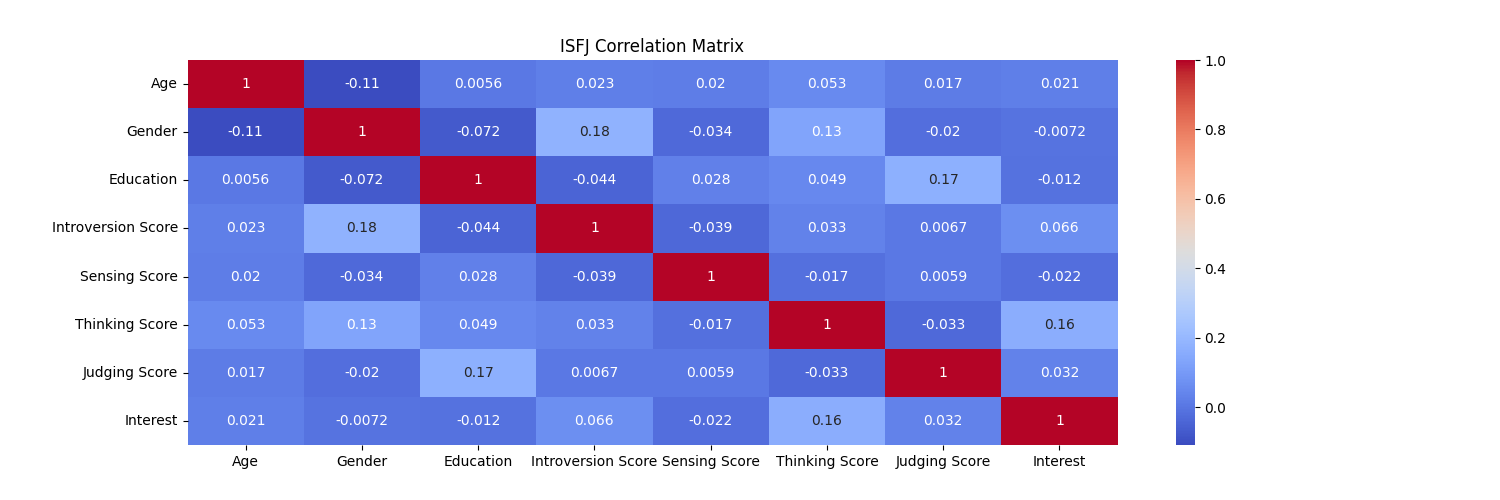 ISFJ Correlation Matrix
Age 1 -0.11 0.0056 0.023 0.02 0.053 0.017 0.021
Gender -0.11 1 -0.072 0.18 -0.034 0.13 -0.02 -0.0072
Education 0.0056 -0.072 1 -0.044 0.028 0.049 0.17 -0.012
Introversion Score 0.023 0.18 -0.044 1 -0.039 0.033 0.0067 0.066
Sensing Score 0.02 -0.034 0.028 -0.039 1 -0.017 0.0059 -0.022
Thinking Score 0.053 0.13 0.049 0.033 -0.017 1 -0.033 0.16
Judging Score 0.017 -0.02 0.17 0.0067 0.0059 -0.033 1 0.032
Interest 0.021 -0.0072 -0.012 0.066 -0.022 0.16 0.032 1
Age Gender Education Introversion Score Sensing Score Thinking Score Judging Score Interest
1.0
0.8
0.6
0.4
0.2
0.0